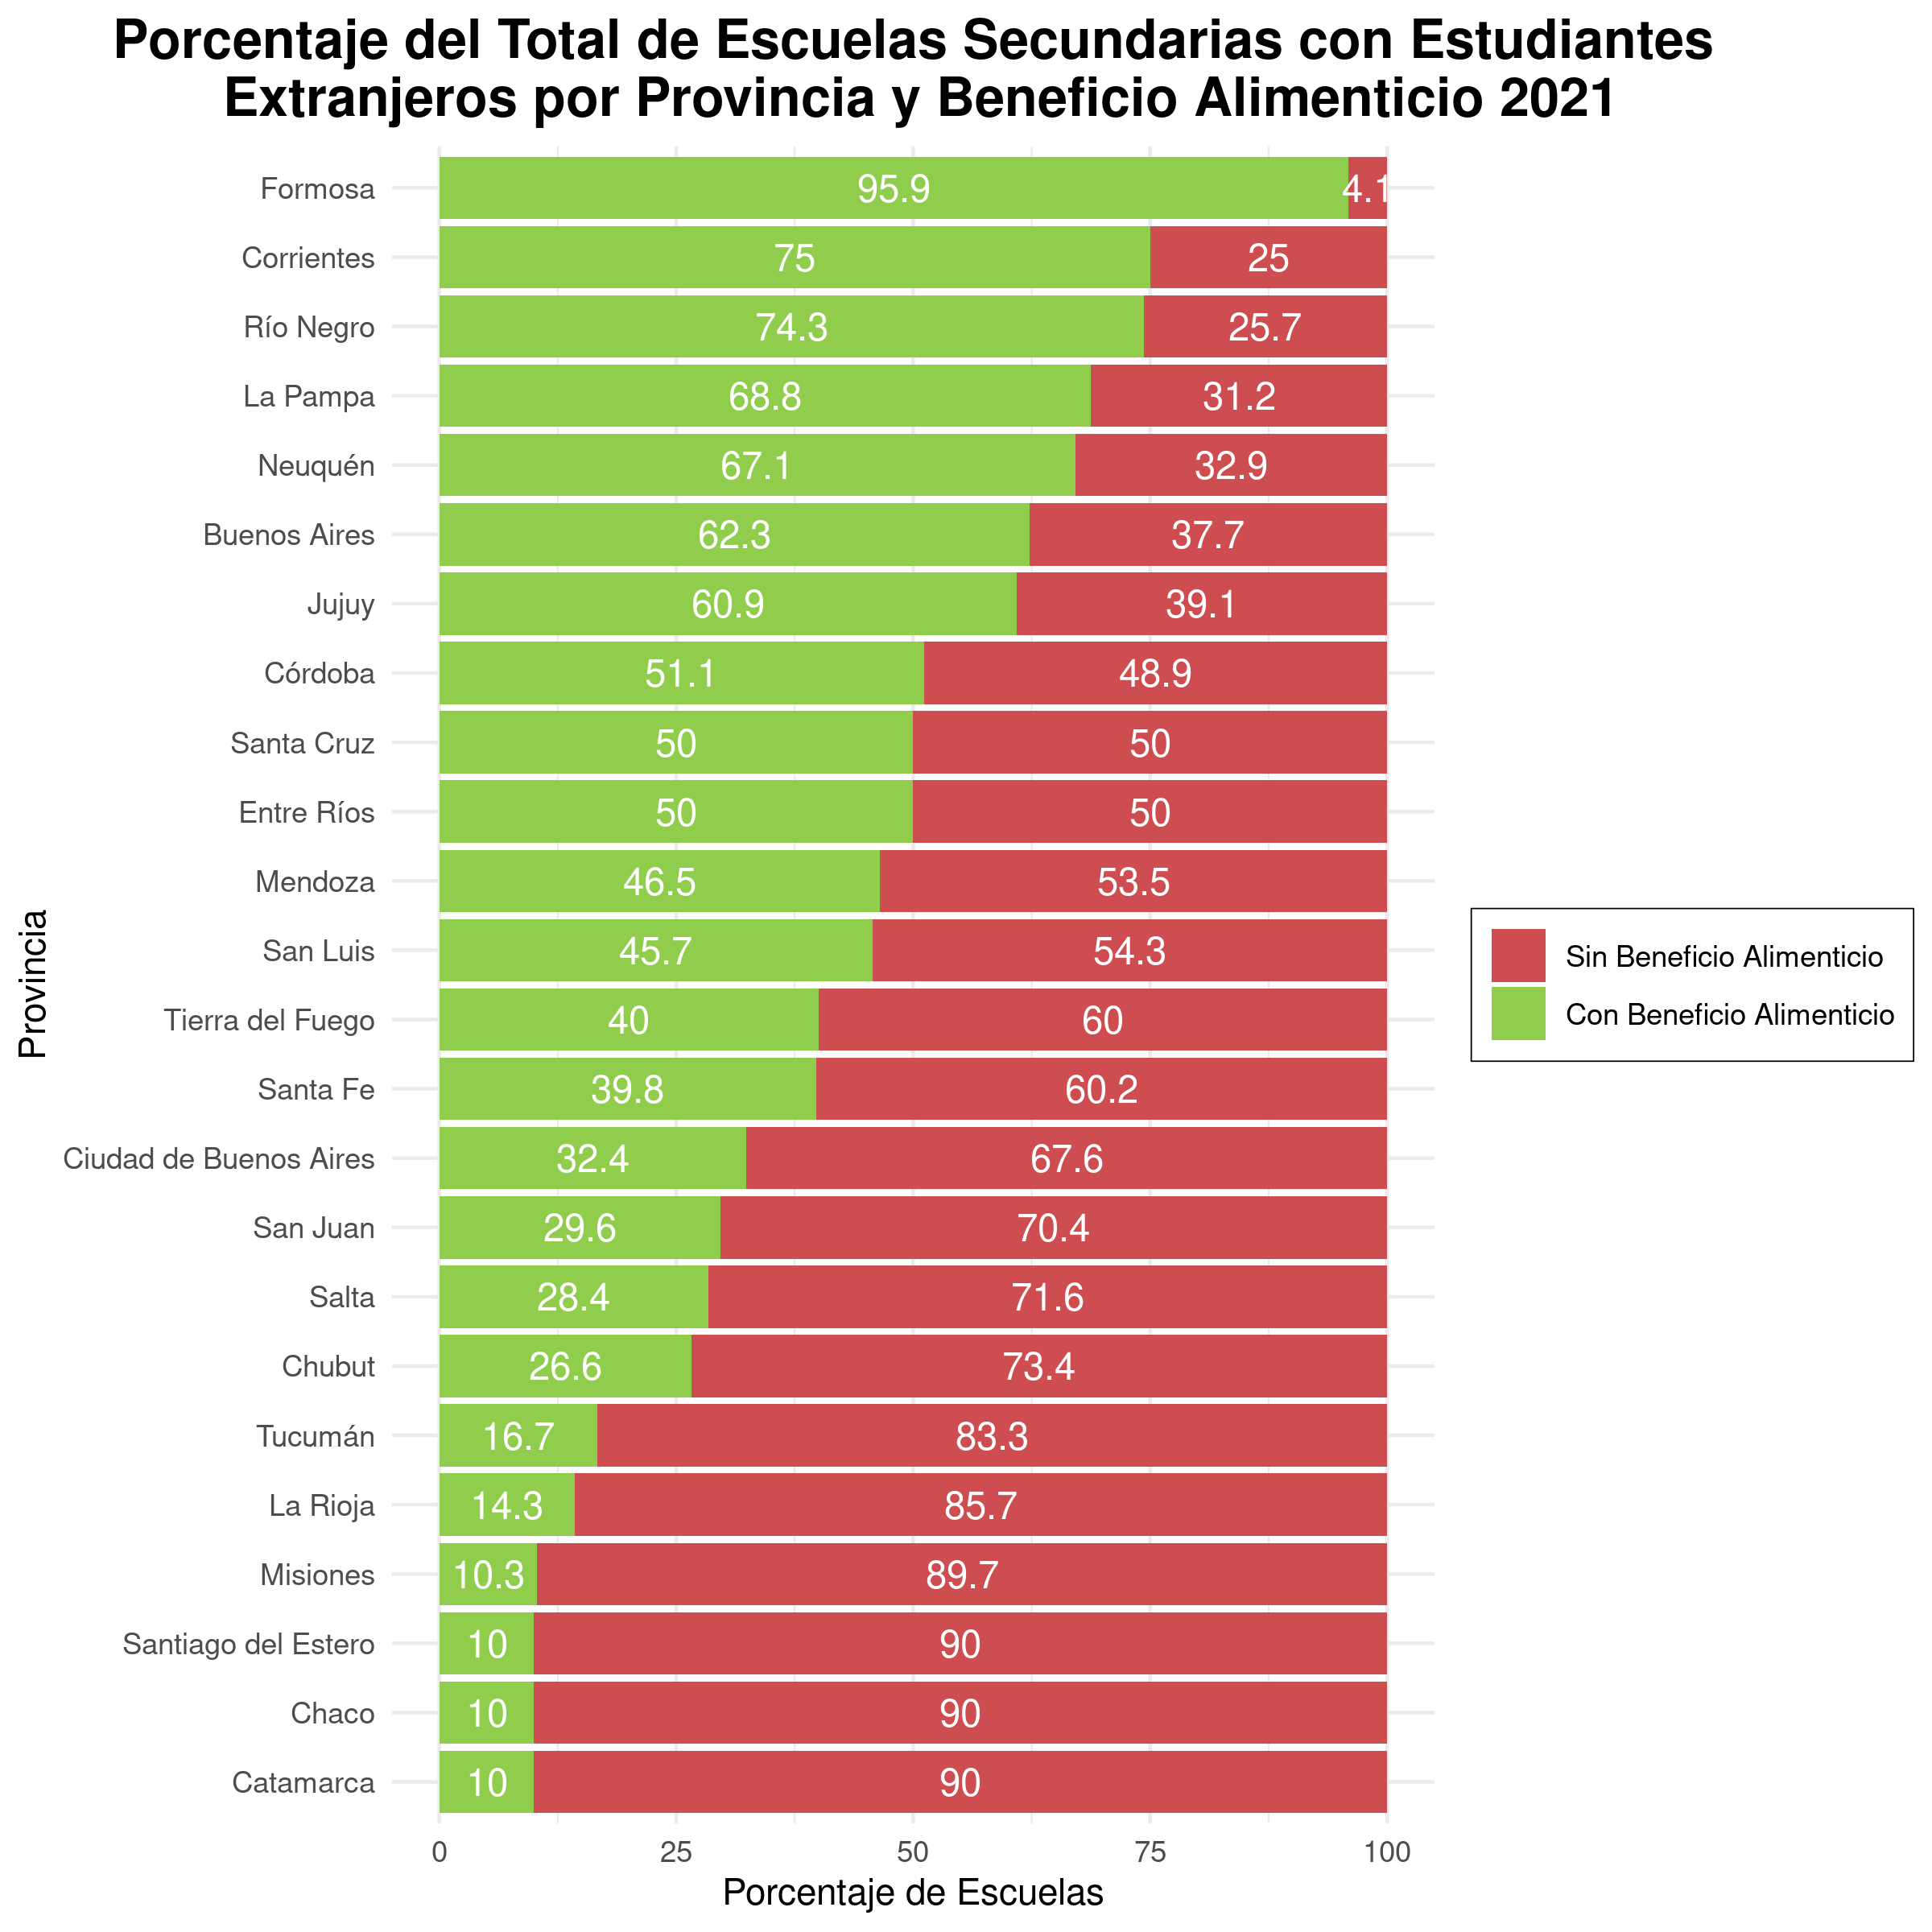 Porcentaje del Total de Escuelas Secundarias con Estudiantes
Extranjeros por Provincia y Beneficio Alimenticio 2021
Formosa 95.9 4.1
Corrientes 75 25
Río Negro 74.3 25.7
La Pampa 68.8 31.2
Neuquén 67.1 32.9
Buenos Aires 62.3 37.7
Jujuy 60.9 39.1
Córdoba 51.1 48.9
Santa Cruz 50 50
Entre Ríos 50 50
Mendoza 46.5 53.5
San Luis 45.7 54.3
Tierra del Fuego 40 60
Santa Fe 39.8 60.2
Ciudad de Buenos Aires 32.4 67.6
San Juan 29.6 70.4
Salta 28.4 71.6
Chubut 26.6 73.4
Tucumán 16.7 83.3
La Rioja 14.3 85.7
Misiones 10.3 89.7
Santiago del Estero 10 90
Chaco 10 90
Catamarca 10 90
0 25 50 75 100
Porcentaje de Escuelas
Provincia
Sin Beneficio Alimenticio
Con Beneficio Alimenticio